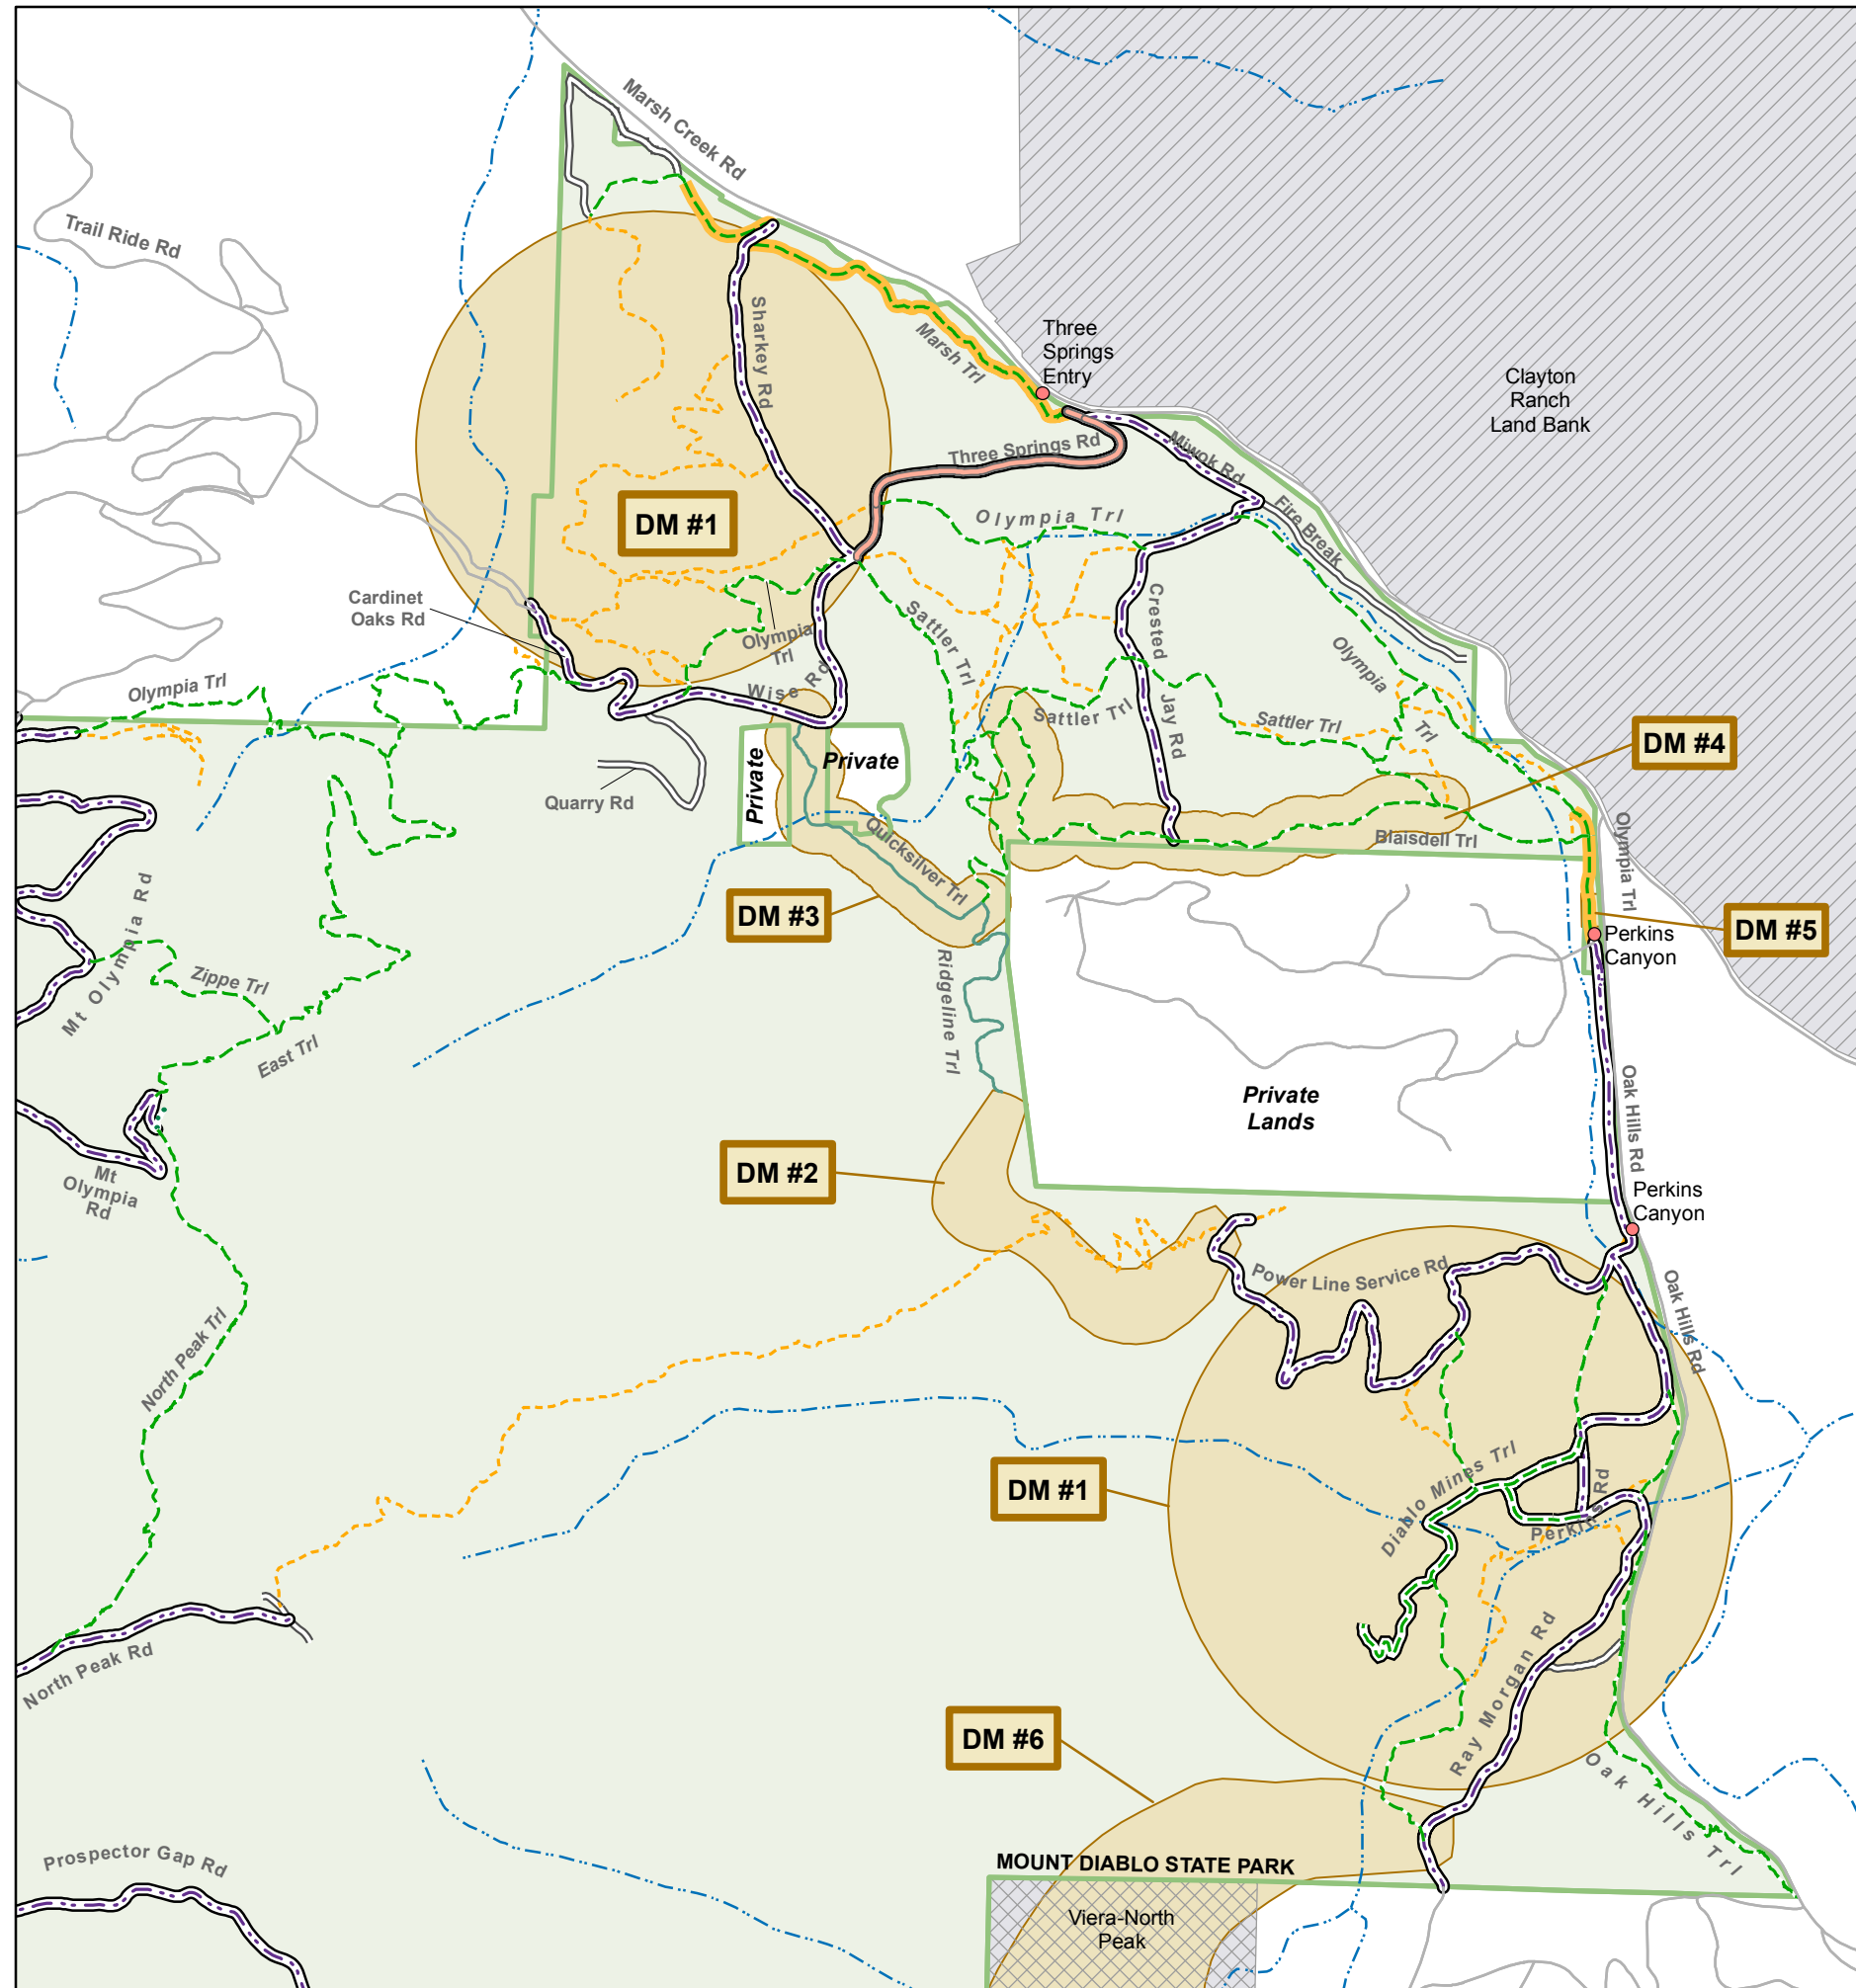 Marsh Creek Rd
Trail Ride Rd
Sharkey Rd
Marsh Trl
Three
Springs
Entry
Clayton
Ranch
Land Bank
Three Springs Rd
Miwok Rd
Fire Break
DM #1
Olympia Trl
Cardinet
Oaks Rd
Olympia
Trl
Sattler Trl
Crested Jay Rd
Olympia Trl
Olympia Trl
Wise Rd
Sattler Trl
Sattler Trl
DM #4
Private
Private
Quarry Rd
Quicksilver Trl
Blaisdell Trl
Olympia Trl
DM #3
DM #5
Perkins
Canyon
Mt Olympia Rd
Zippe Trl
East Trl
Ridgeline Trl
Private
Lands
Oak Hills Rd
DM #2
Mt
Olympia
Rd
Perkins
Canyon
Power Line Service Rd
Oak Hills Rd
North Peak Trl
DM #1
Diablo Mines Trl
Perkins Rd
North Peak Rd
Ray Morgan Rd
DM #6
Oak Hills Trl
Prospector Gap Rd
MOUNT DIABLO STATE PARK
Viera-North
Peak